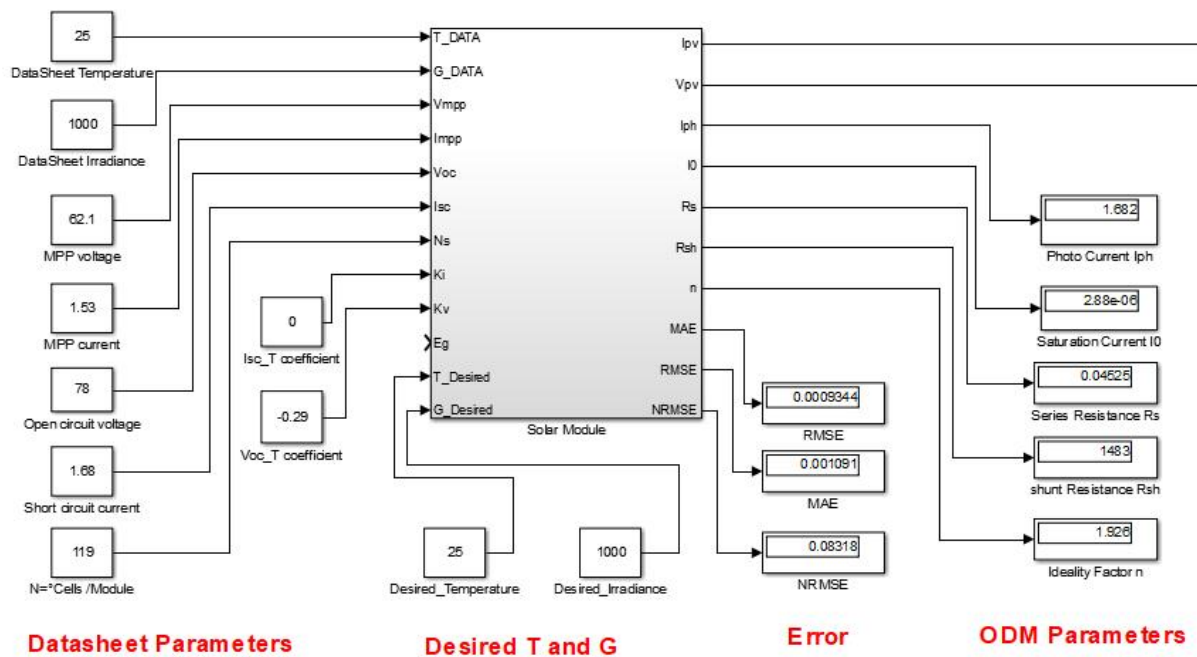 25
DataSheet Temperature
1000
DataSheet Irradiance
62.1
MPP voltage
1.53
MPP current
78
Open circuit voltage
1.68
Short circuit current
119
N=°Cells /Module
0
Isc_T coefficient
-0.29
Voc_T coefficient
T_DATA
G_DATA
Vmpp
Impp
Voc
Isc
Ns
Ki
Kv
Eg
T_Desired
G_Desired
Ipv
Vpv
Iph
I0
Rs
Rsh
n
MAE
RMSE
NRMSE
Solar Module
25
Desired_Temperature
1000
Desired_Irradiance
0.0009344
RMSE
0.001091
MAE
0.08318
NRMSE
1.682
Photo Current Iph
2.88e-06
Saturation Current I0
0.04525
Series Resistance Rs
1483
shunt Resistance Rsh
1.926
Ideality Factor n
Datasheet Parameters
Desired T and G
Error
ODM Parameters